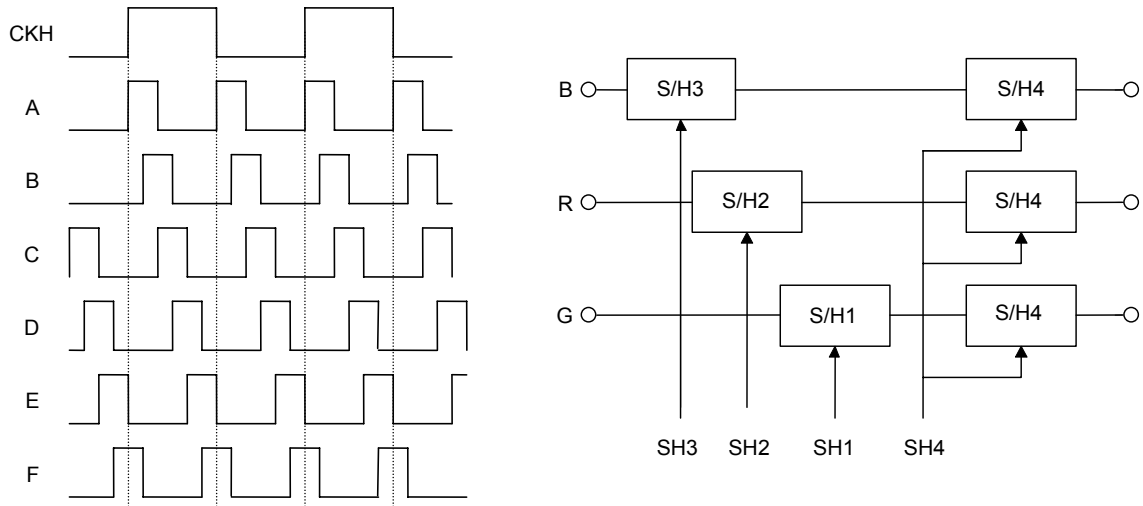 CKH
A
B
C
D
E
F
B S/H3 S/H4
R S/H2 S/H4
G S/H1 S/H4
SH3 SH2 SH1 SH4